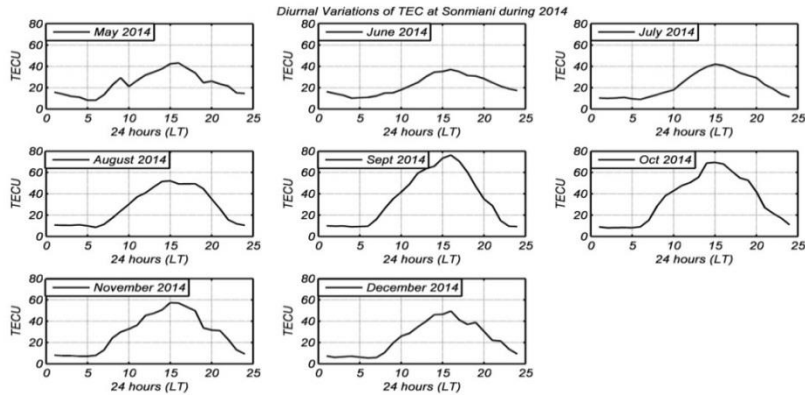 Diurnal Variations of TEC at Sonmiani during 2014
May 2014
June 2014
July 2014
TECU
80
60
40
20
0
0 5 10 15 20 25
24 hours (LT)
80
60
40
20
0
0 5 10 15 20 25
24 hours (LT)
80
60
40
20
0
0 5 10 15 20 25
24 hours (LT)
August 2014
Sept 2014
Oct 2014
TECU
80
60
40
20
0
0 5 10 15 20 25
24 hours (LT)
TECU
80
60
40
20
0
0 5 10 15 20 25
24 hours (LT)
TECU
80
60
40
20
0
0 5 10 15 20 25
24 hours (LT)
November 2014
December 2014
TECU
80
60
40
20
0
0 5 10 15 20 25
24 hours (LT)
TECU
80
60
40
20
0
0 5 10 15 20 25
24 hours (LT)